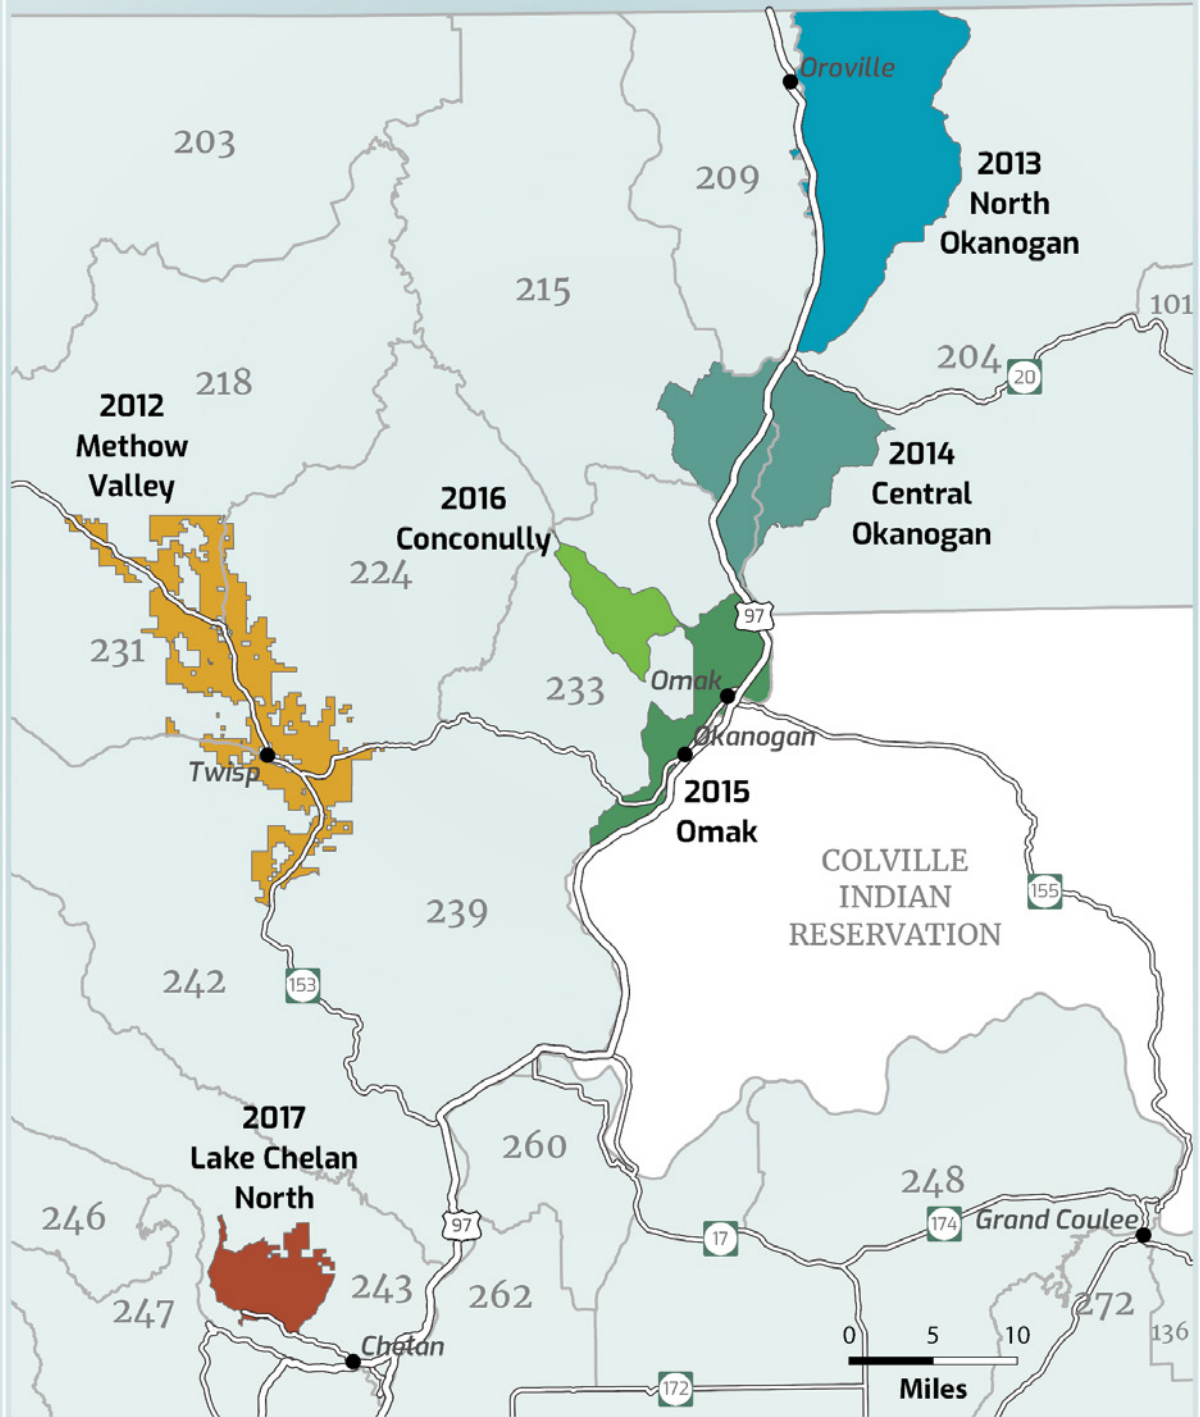 Oroville
203
2013
North
Okanogan
209
215
101
204
20
218
2012
Methow
Valley
2014
Central
Okanogan
2016
Conconully
224
97
231
233
Omak
Okanogan
Twisp
2015
Omak
COLVILLE
INDIAN
RESERVATION
155
239
242
153
2017
Lake Chelan
North
260
248
246
97
17
174
Grand Coulee
243
262
247
272
136
Chelan
0 5 10
Miles
172